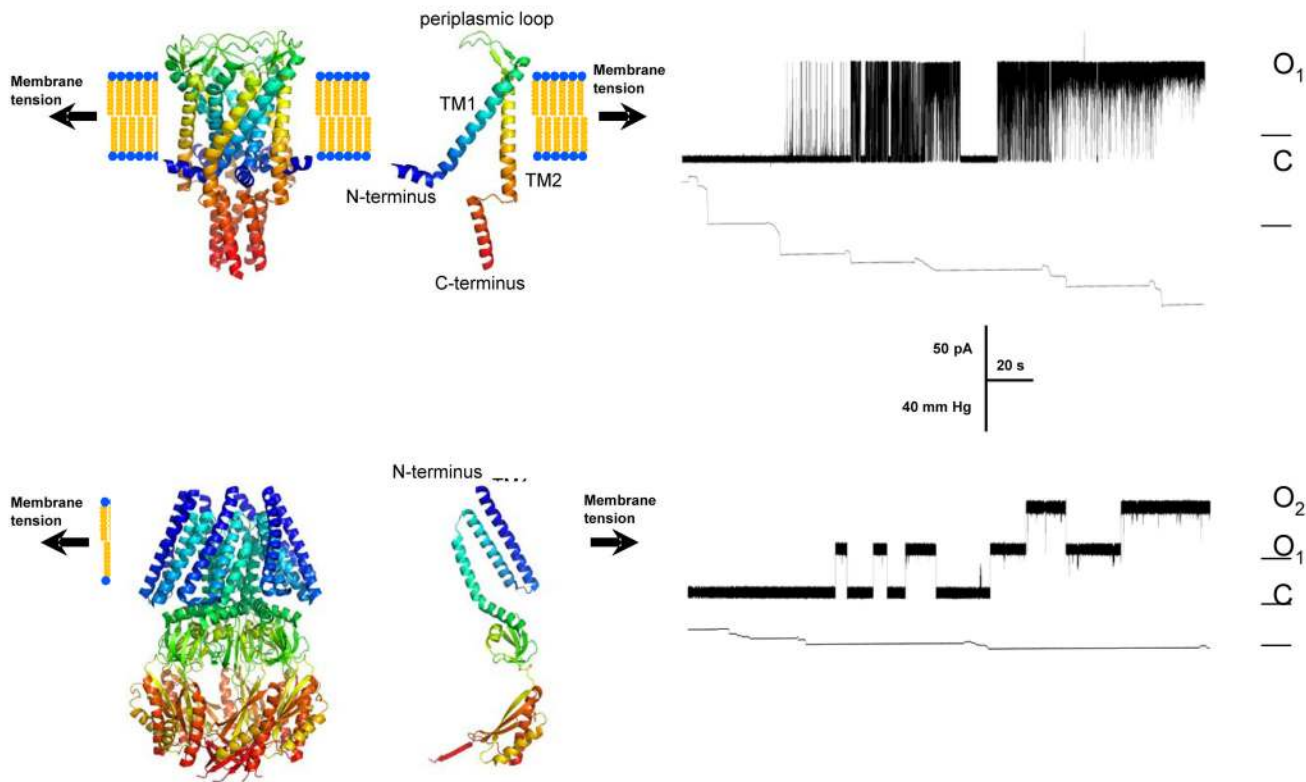 periplasmic loop
Membrane
tension
Membrane
tension
TM1
TM2
N-terminus
C-terminus
O1
C
50 pA
20 s
40 mm Hg
N-terminus
Membrane
tension
Membrane
tension
O2
O1
C